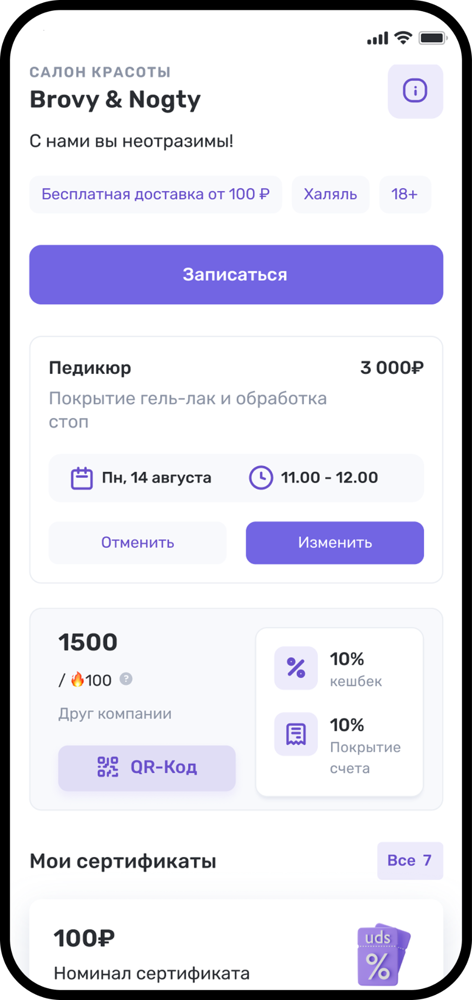 САЛОН КРАСОТЫ
Brovy & Nogty
С нами вы неотразимы!
Бесплатная доставка от 100 ₽ Халяль 18+
Записаться
Педикюр 3 000₽
Покрытие гель-лак и обработка
стоп
Пн, 14 августа 11.00 - 12.00
Отменить Изменить
1500
/ 🔥100 ?
Друг компании
QR-Код
10%
кешбек
10%
Покрытие
счета
Мои сертификаты Все 7
100₽
Номинал сертификата
uds
%